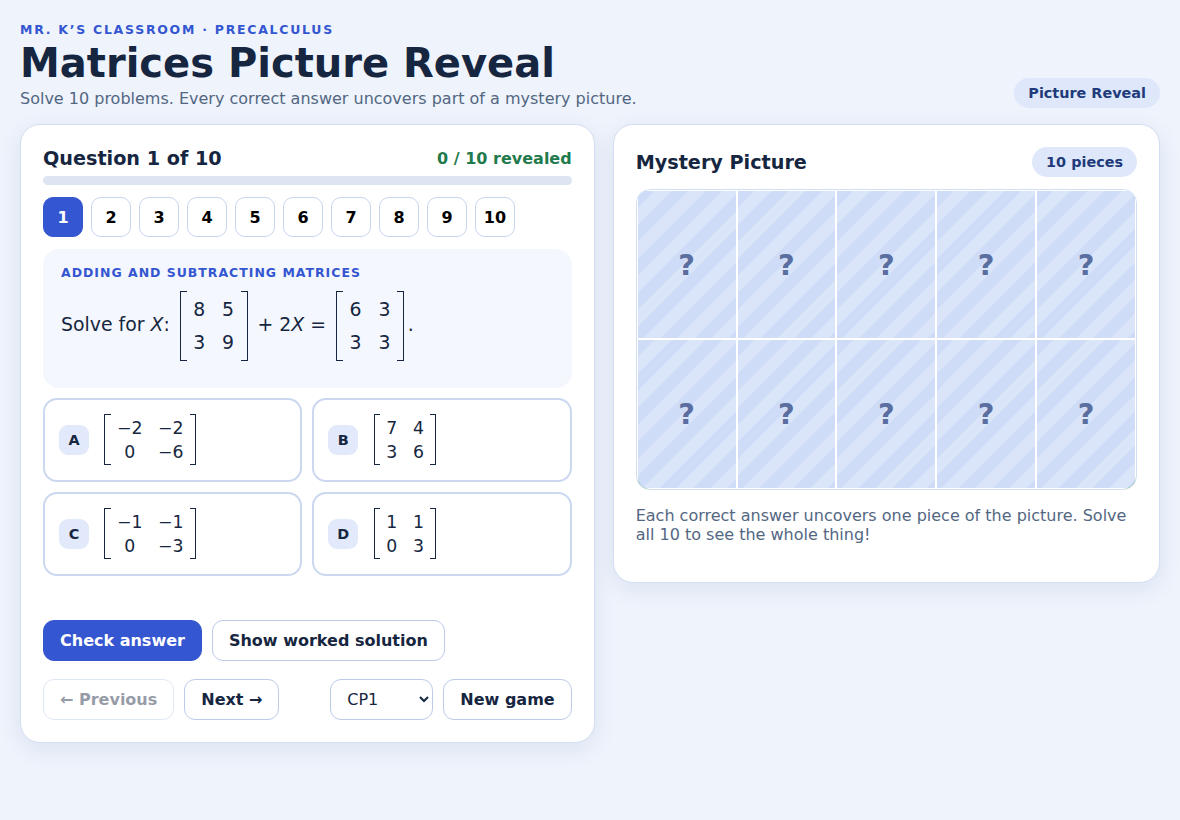 MR. K’S CLASSROOM · PRECALCULUS
Matrices Picture Reveal
Solve 10 problems. Every correct answer uncovers part of a mystery picture.
Picture Reveal
Question 1 of 10
0 / 10 revealed
1 2 3 4 5 6 7 8 9 10
ADDING AND SUBTRACTING MATRICES
Solve for X: [8 5; 3 9] + 2X = [6 3; 3 3].
A [−2 −2; 0 −6]
B [7 4; 3 6]
C [−1 −1; 0 −3]
D [1 1; 0 3]
Check answer
Show worked solution
← Previous
Next →
CP1
New game
Mystery Picture
10 pieces
? ? ? ? ?
? ? ? ? ?
Each correct answer uncovers one piece of the picture. Solve
all 10 to see the whole thing!